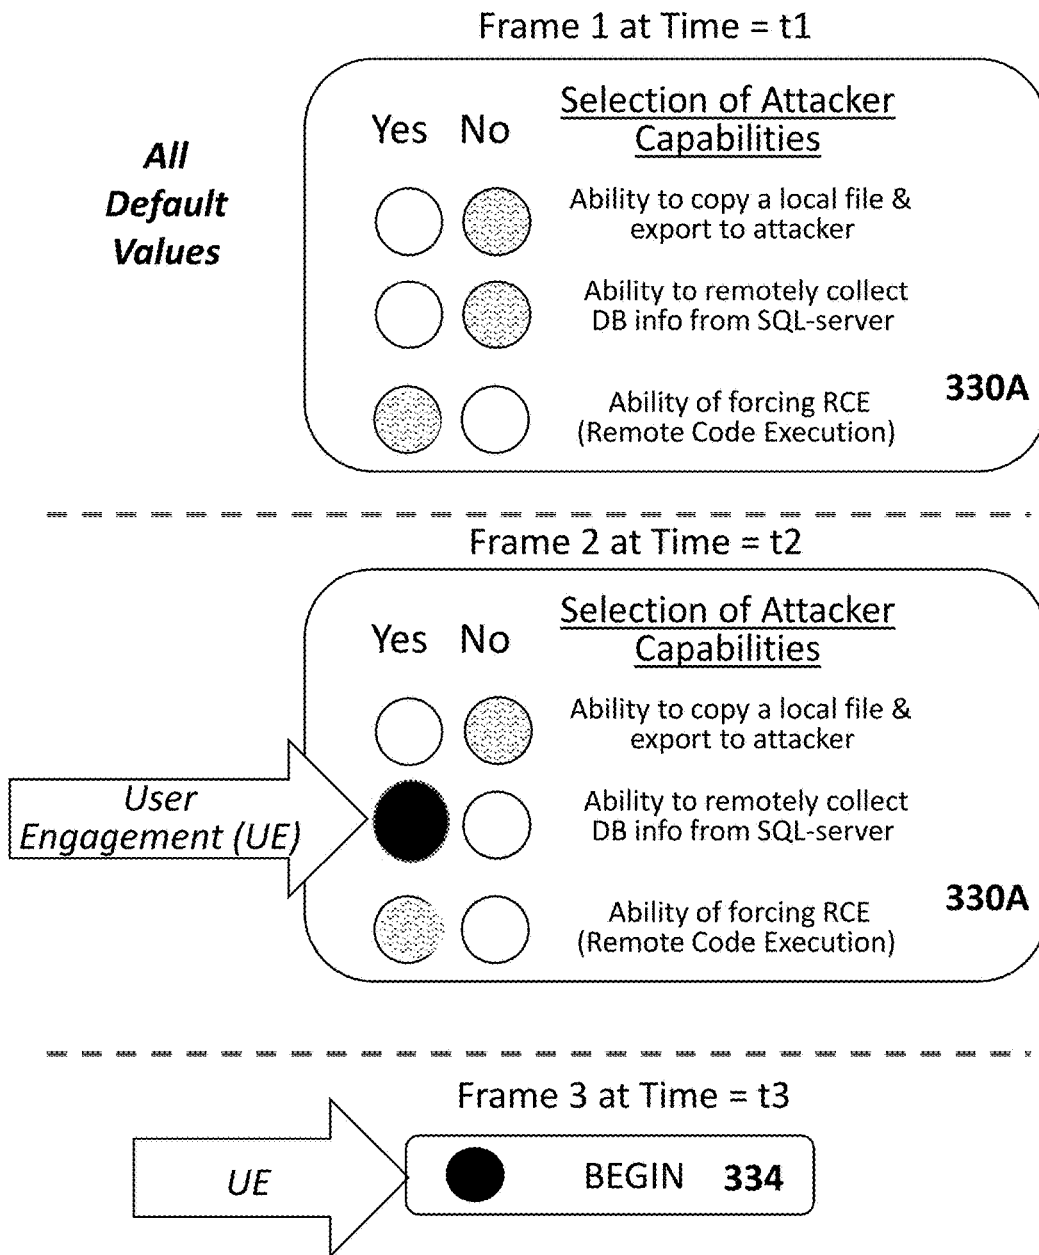 Frame 1 at Time = t1
All
Default
Values
Yes No
Selection of Attacker
Capabilities
Ability to copy a local file &
export to attacker
Ability to remotely collect
DB info from SQL-server
Ability of forcing RCE
(Remote Code Execution)
330A
Frame 2 at Time = t2
Yes No
Selection of Attacker
Capabilities
Ability to copy a local file &
export to attacker
User
Engagement (UE)
Ability to remotely collect
DB info from SQL-server
Ability of forcing RCE
(Remote Code Execution)
330A
Frame 3 at Time = t3
UE
BEGIN 334